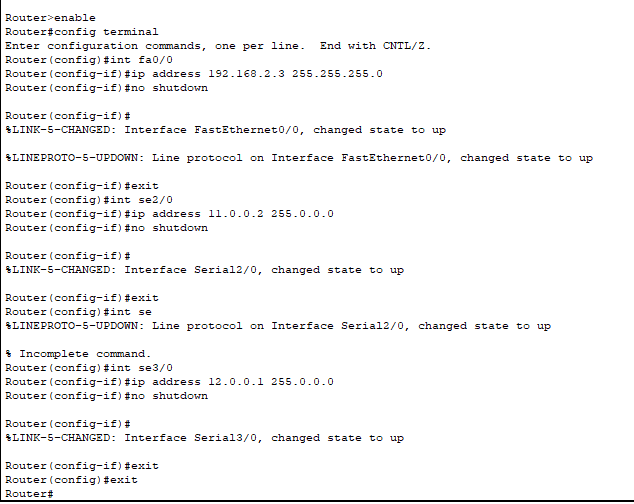 Router>enable
Router#config terminal
Enter configuration commands, one per line.  End with CNTL/Z.
Router(config)#int fa0/0
Router(config-if)#ip address 192.168.2.3 255.255.255.0
Router(config-if)#no shutdown

Router(config-if)#
%LINK-5-CHANGED: Interface FastEthernet0/0, changed state to up

%LINEPROTO-5-UPDOWN: Line protocol on Interface FastEthernet0/0, changed state to up

Router(config-if)#exit
Router(config)#int se2/0
Router(config-if)#ip address 11.0.0.2 255.0.0.0
Router(config-if)#no shutdown

Router(config-if)#
%LINK-5-CHANGED: Interface Serial2/0, changed state to up

Router(config-if)#exit
Router(config)#int se
%LINEPROTO-5-UPDOWN: Line protocol on Interface Serial2/0, changed state to up

% Incomplete command.
Router(config)#int se3/0
Router(config-if)#ip address 12.0.0.1 255.0.0.0
Router(config-if)#no shutdown

Router(config-if)#
%LINK-5-CHANGED: Interface Serial3/0, changed state to up

Router(config-if)#exit
Router(config)#exit
Router#